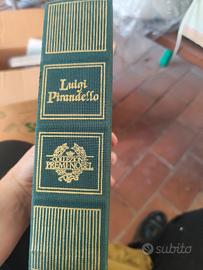 Luigi
Pirandello
COLLEZIONE
PREMI NOBEL
subito